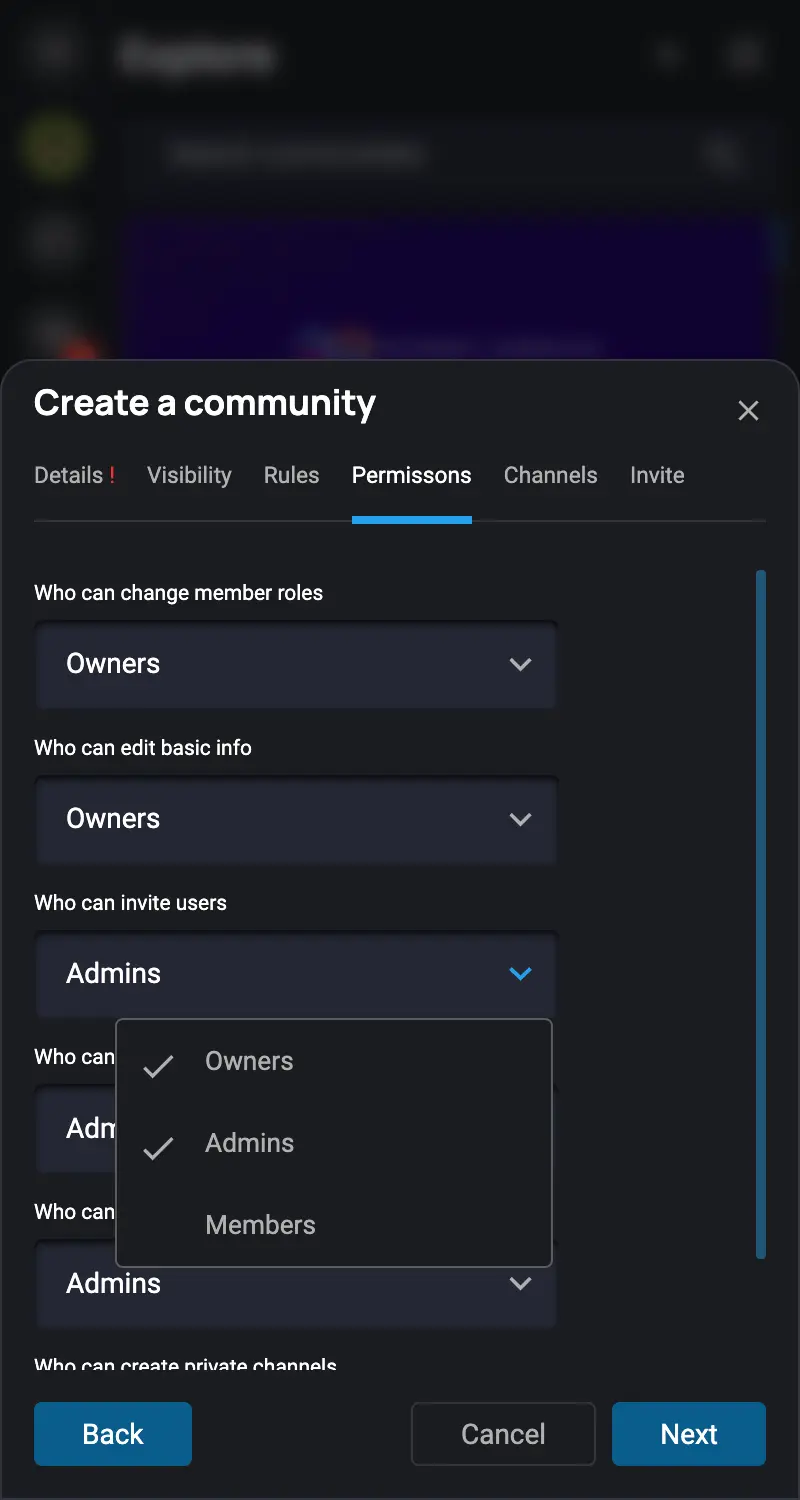 Explore
Create a community
Details !
Visibility
Rules
Permissons
Channels
Invite
Who can change member roles
Owners
Who can edit basic info
Owners
Who can invite users
Admins
Owners
Admins
Members
Who can
Adm
Who can
Admins
Who can create private channels
Back
Cancel
Next